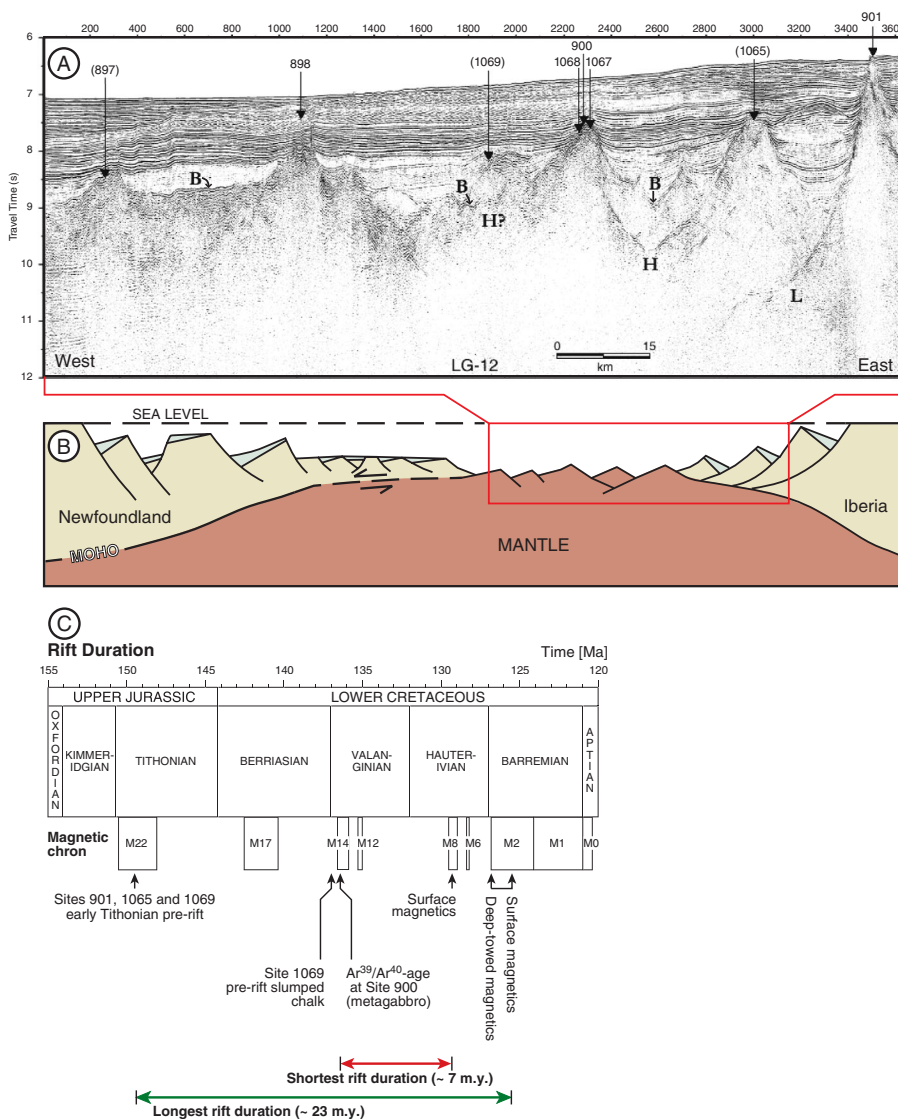 901
200 400 600 800 1000 1200 1400 1600 1800 2000 2200 2400 2600 2800 3000 3200 3400 360
A
(897)
898
(1069)
900
1068 1067
(1065)
6
7
8
9
10
11
12
Travel Time (s)
B
B
H?
B
H
L
0 15
km
West
LG-12
East
SEA LEVEL
B
Newfoundland
MOHO
MANTLE
Iberia
C
Rift Duration
Time [Ma]
155 150 145 140 135 130 125 120
UPPER JURASSIC
LOWER CRETACEOUS
OXFORDIAN
KIMMER-
IDGIAN
TITHONIAN
BERRIASIAN
VALAN-
GINIAN
HAUTER-
IVIAN
BARREMIAN
APTIAN
Magnetic
chron
M22 M17 M14 M12 M8 M6 M2 M1 M0
Sites 901, 1065 and 1069
early Tithonian pre-rift
Surface
magnetics
Deep-towed magnetics
Surface magnetics
Site 1069
pre-rift slumped
chalk
Ar39/Ar40-age
at Site 900
(metagabbro)
Shortest rift duration (~ 7 m.y.)
Longest rift duration (~ 23 m.y.)